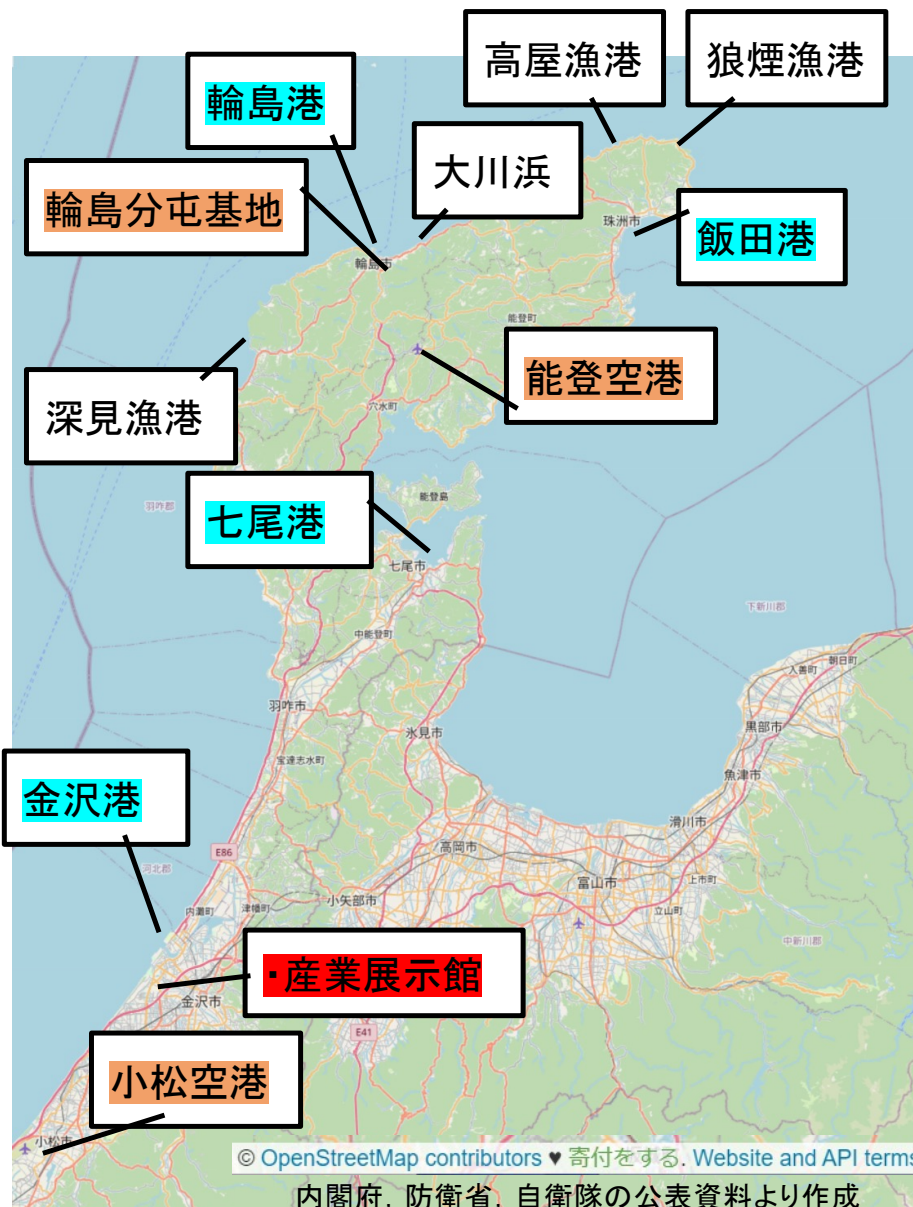 高屋漁港
狼煙漁港
輪島港
大川浜
輪島分屯基地
珠洲市
飯田港
輪島市
能登町
能登空港
深見漁港
穴水町
七尾港
能登島
羽咋郡
七尾市
下新川郡
中能登町
朝日町
入善町
羽咋市
氷見市
黒部市
宝達志水町
魚津市
金沢港
滑川市
E86
高岡市
河北郡
富山市
上市町
小矢部市
内灘町
津幡町
立山町
中新川郡
・産業展示館
金沢市
E41
小松空港
小松市
© OpenStreetMap contributors ♥ 寄付をする. Website and API terms
内閣府，防衛省，自衛隊の公表資料より作成